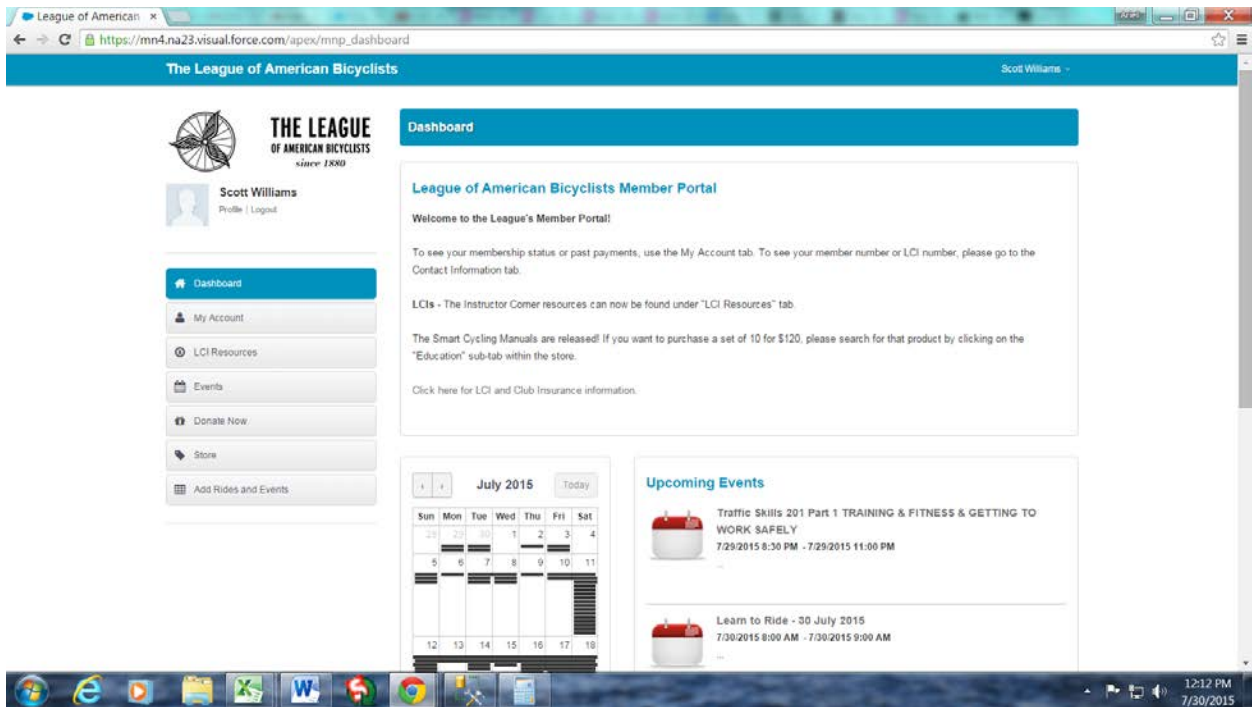 League of American
https://mn4.na23.visual.force.com/apex/mnp_dashboard
The League of American Bicyclists
Scott Williams
THE LEAGUE
OF AMERICAN BICYCLISTS
since 1880
Scott Williams
Profile | Logout
Dashboard
My Account
LCI Resources
Events
Donate Now
Store
Add Rides and Events
Dashboard
League of American Bicyclists Member Portal
Welcome to the League's Member Portal!
To see your membership status or past payments, use the My Account tab. To see your member number or LCI number, please go to the
Contact Information tab.
LCIs - The Instructor Corner resources can now be found under "LCI Resources" tab.
The Smart Cycling Manuals are released! If you want to purchase a set of 10 for $120, please search for that product by clicking on the
"Education" sub-tab within the store.
Click here for LCI and Club Insurance information.
July 2015
Today
Sun Mon Tue Wed Thu Fri Sat
28 29 30 1 2 3 4
5 6 7 8 9 10 11
12 13 14 15 16 17 18
Upcoming Events
Traffic Skills 201 Part 1 TRAINING & FITNESS & GETTING TO
WORK SAFELY
7/29/2015 8:30 PM - 7/29/2015 11:00 PM
...
Learn to Ride - 30 July 2015
7/30/2015 8:00 AM - 7/30/2015 9:00 AM
...
12:12 PM
7/30/2015